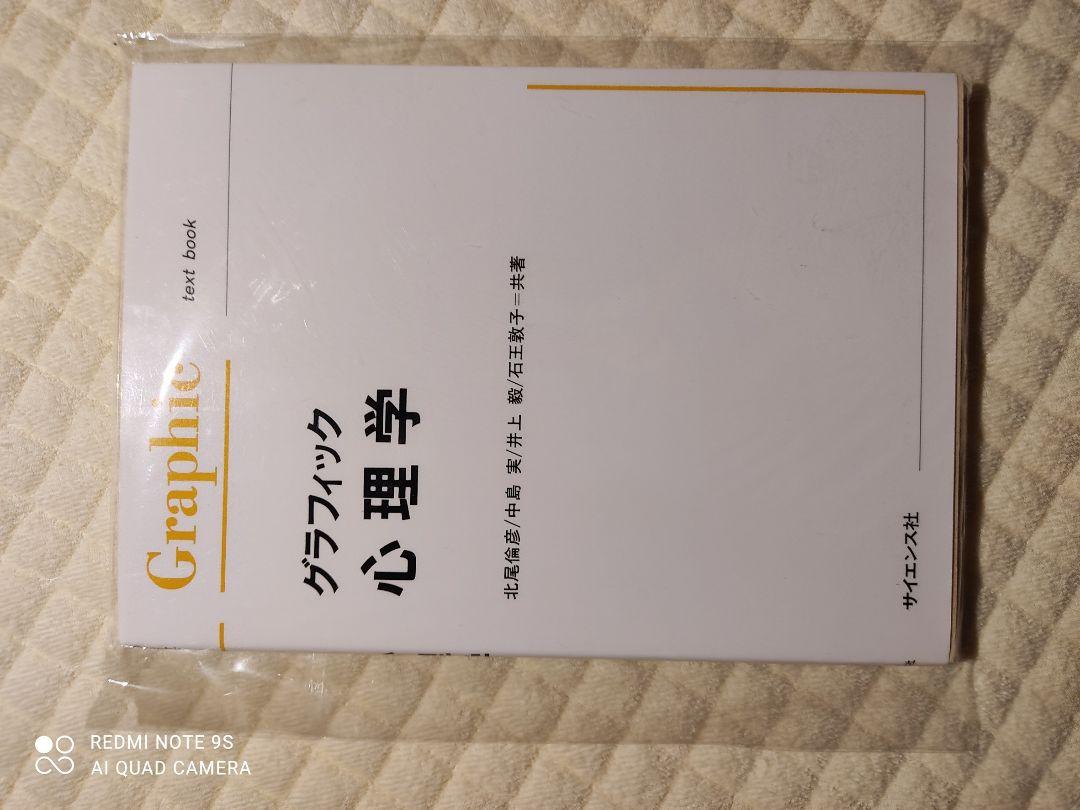 Graphic
text book
グラフィック
心理学
北尾倫彦/中島 実/井上 毅/石王敦子＝共著
サイエンス社
REDMI NOTE 9S
AI QUAD CAMERA